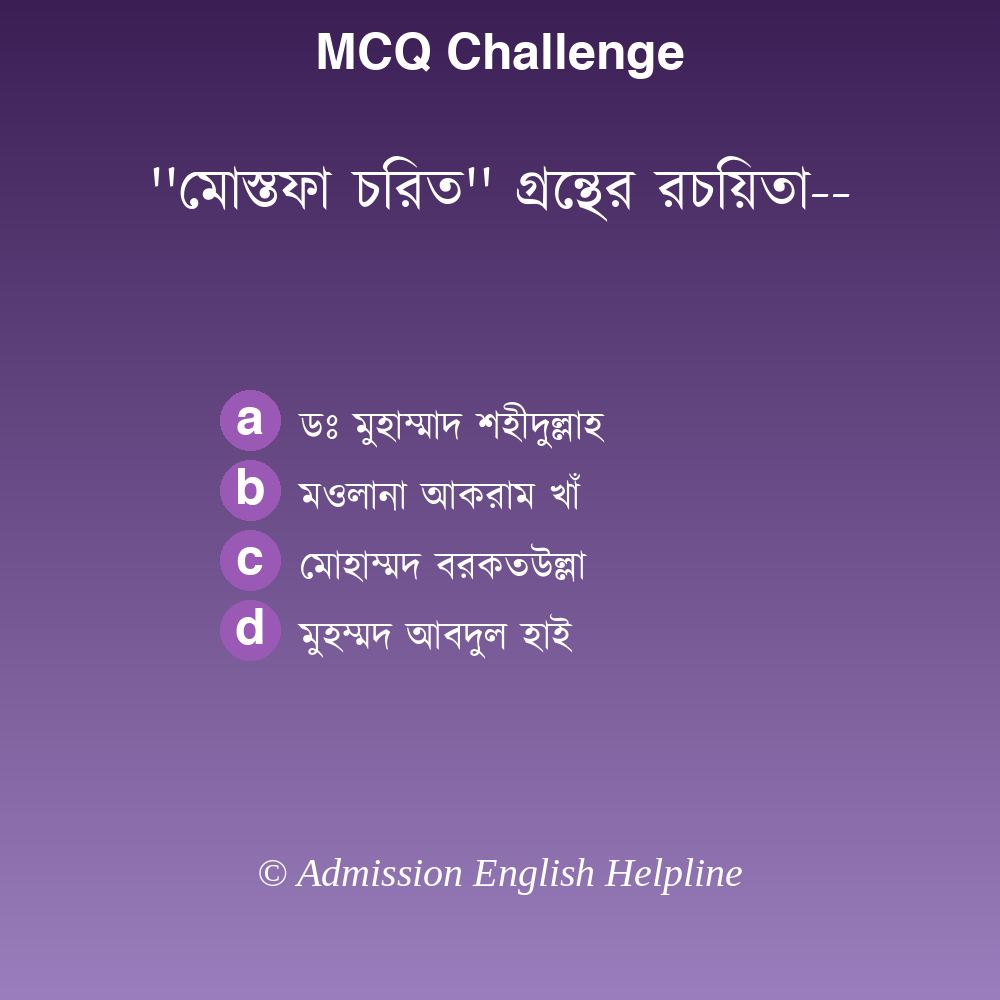 MCQ Challenge
''মোস্তফা চরিত'' গ্রন্থের রচয়িতা--
a ডঃ মুহাম্মাদ শহীদুল্লাহ
b মওলানা আকরাম খাঁ
c মোহাম্মদ বরকতউল্লা
d মুহম্মদ আবদুল হাই
© Admission English Helpline